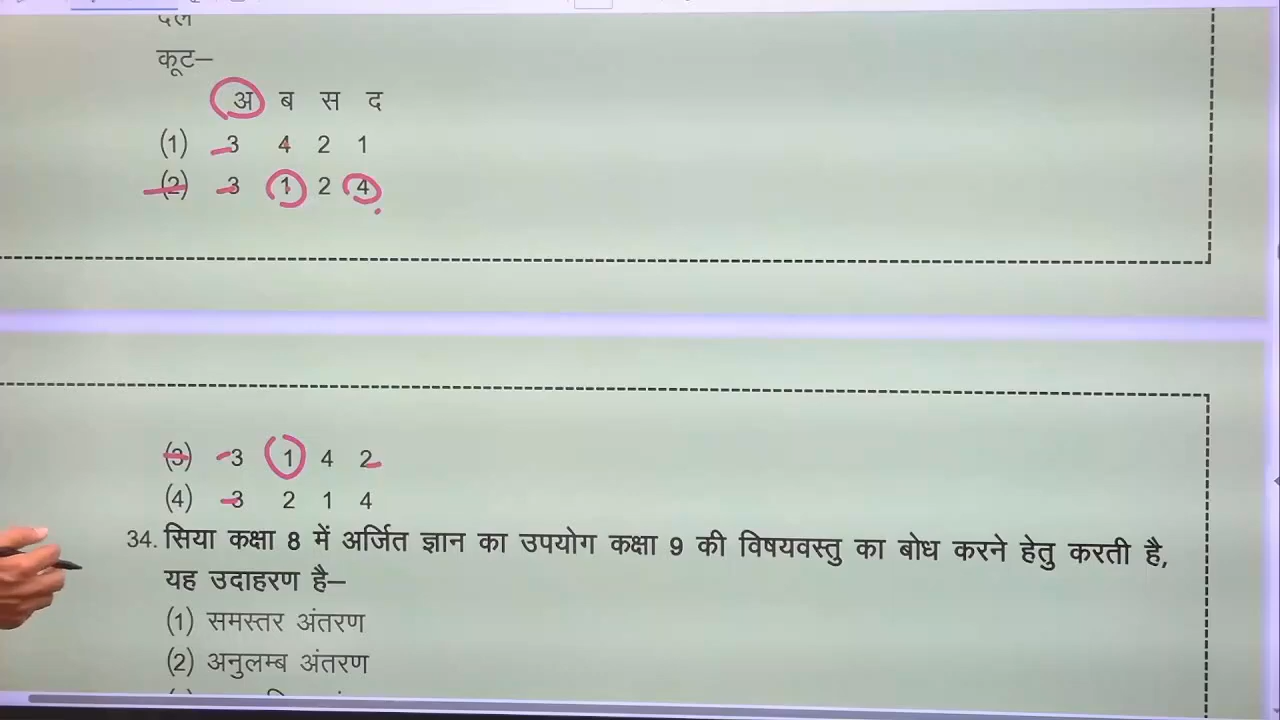 दल
कूट–
अ ब स द
(1) 3 4 2 1
(2) 3 1 2 4
(3) 3 1 4 2
(4) 3 2 1 4
34. सिया कक्षा 8 में अर्जित ज्ञान का उपयोग कक्षा 9 की विषयवस्तु का बोध करने हेतु करती है,
यह उदाहरण है–
(1) समस्तर अंतरण
(2) अनुलम्ब अंतरण